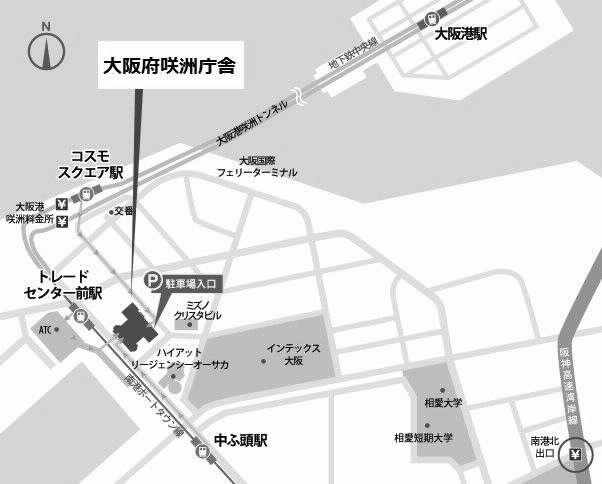 N
大阪港駅
地下鉄中央線
大阪府咲洲庁舎
大阪港咲洲トンネル
コスモ
スクエア駅
大阪国際
フェリーターミナル
大阪港
咲洲料金所
¥
¥
交番
トレード
センター前駅
P
駐車場入口
ミズノ
クリスタビル
ATC
ハイアット
リージェンシーオーサカ
インテックス
大阪
阪神高速湾岸線
相愛大学
相愛短期大学
南港ポートタウン線
中ふ頭駅
南港北
出口
¥